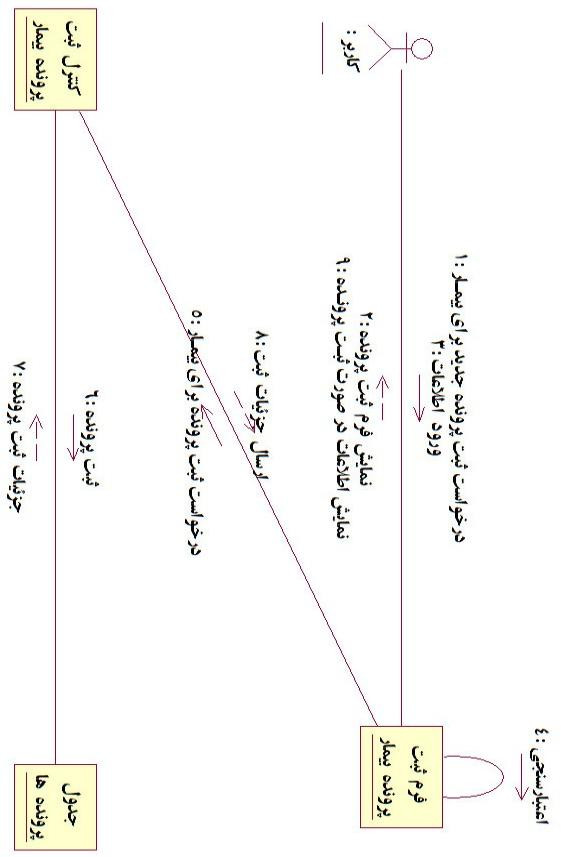 کاربر :
۱: درخواست ثبت پرونده جدید برای بیمار
۳: ورود اطلاعات
۲: نمایش فرم ثبت پرونده
۹: نمایش اطلاعات در صورت ثبت پرونده
۴: اعتبارسنجی
فرم ثبت
پرونده بیمار
۸: ارسال جزئیات ثبت
۵: درخواست ثبت پرونده برای بیمار
کنترل ثبت
پرونده بیمار
۶: ثبت پرونده
۷: جزئیات ثبت پرونده
جدول
پرونده ها